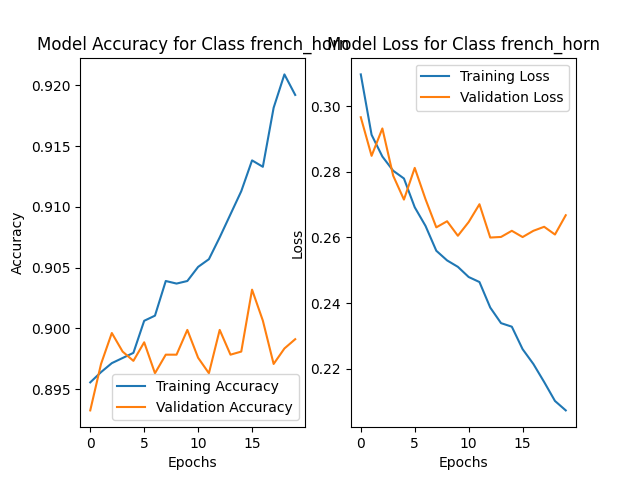 Model Accuracy for Class french_horn
Model Loss for Class french_horn
Accuracy
0.920
0.915
0.910
0.905
0.900
0.895
Training Accuracy
Validation Accuracy
0
5
10
15
Epochs
Loss
0.30
0.28
0.26
0.24
0.22
Training Loss
Validation Loss
0
5
10
15
Epochs